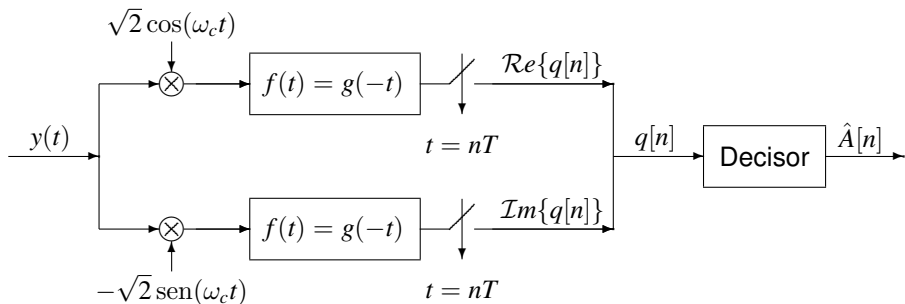 √2 cos(ω_c t)
f(t) = g(−t)
t = nT
ℛe{q[n]}
y(t)
q[n]
Decisor
Â[n]
f(t) = g(−t)
ℐm{q[n]}
t = nT
−√2 sen(ω_c t)